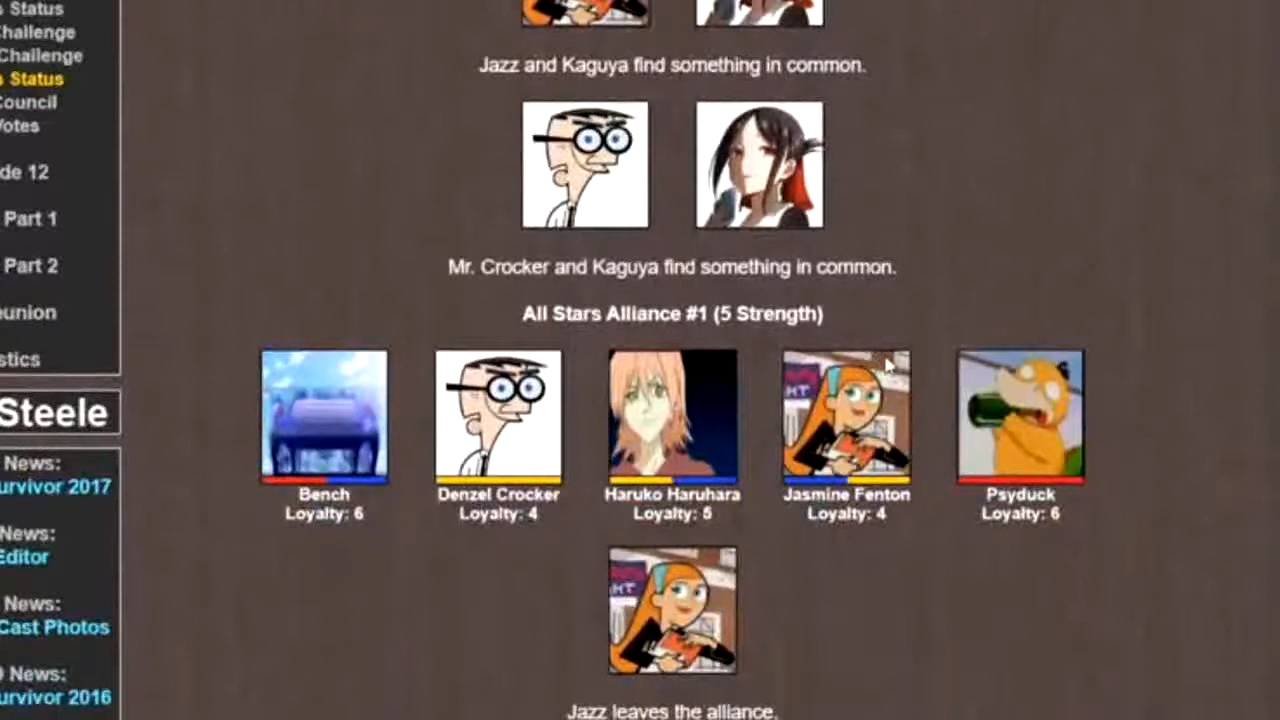 Status
Challenge
Challenge
Status
Council
Votes
de 12
Part 1
Part 2
eunion
stics
Steele
News:
urvivor 2017
News:
Editor
News:
Cast Photos
News:
urvivor 2016
Jazz and Kaguya find something in common.
Mr. Crocker and Kaguya find something in common.
All Stars Alliance #1 (5 Strength)
HT
Bench
Loyalty: 6
Denzel Crocker
Loyalty: 4
Haruko Haruhara
Loyalty: 5
Jasmine Fenton
Loyalty: 4
Psyduck
Loyalty: 6
HT
Jazz leaves the alliance.